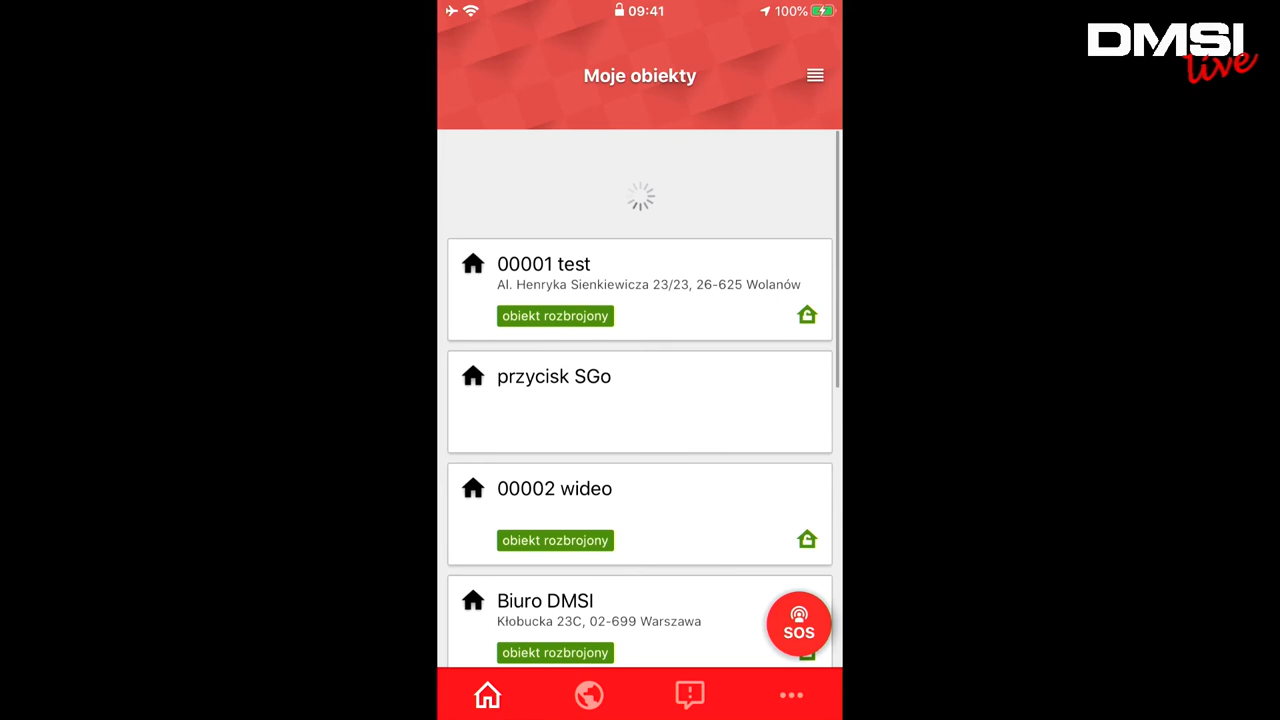 09:41
100%
DMSI
live
Moje obiekty
00001 test
Al. Henryka Sienkiewicza 23/23, 26-625 Wolanów
obiekt rozbrojony
przycisk SGo
00002 wideo
obiekt rozbrojony
Biuro DMSI
Kłobucka 23C, 02-699 Warszawa
SOS
obiekt rozbrojony